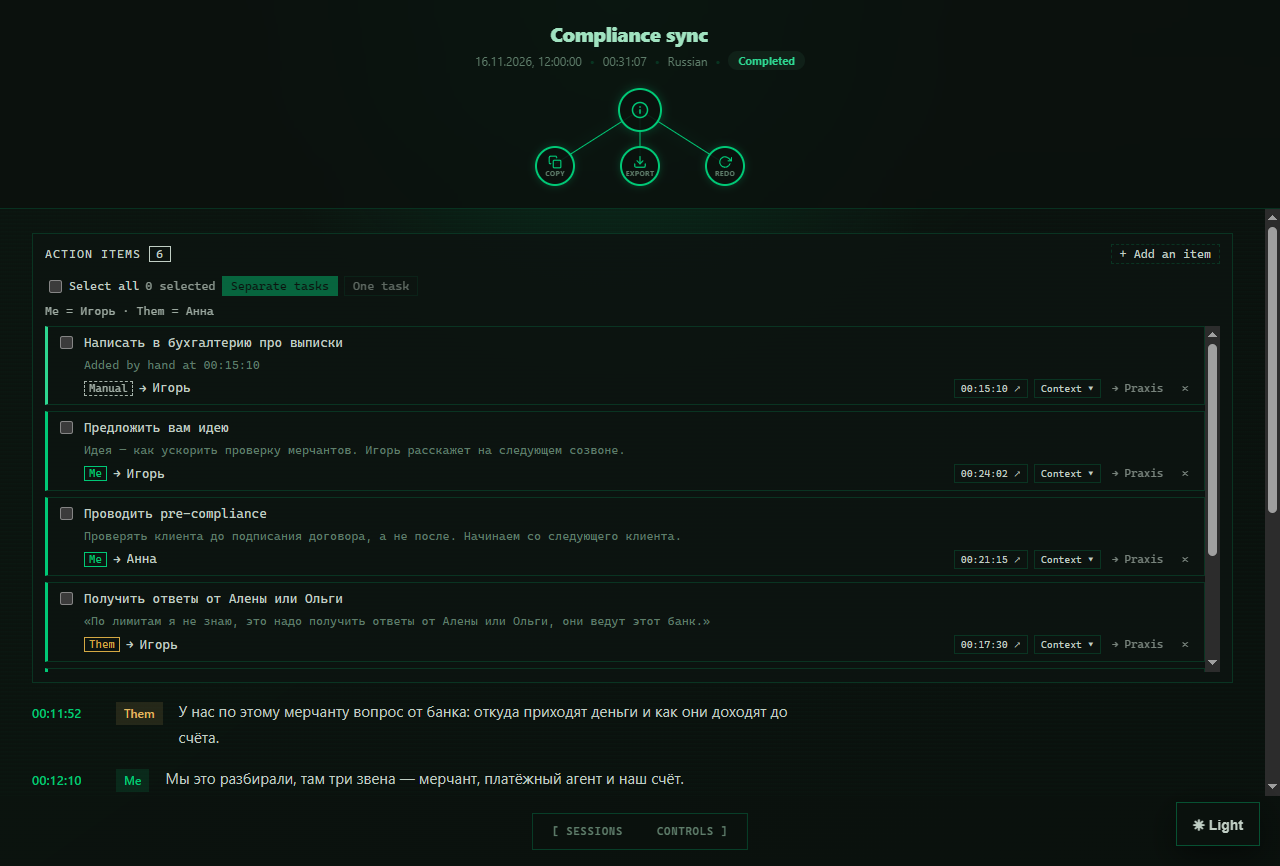 Compliance sync
16.11.2026, 12:00:00 • 00:31:07 • Russian • Completed
COPY
EXPORT
REDO
ACTION ITEMS 6
+ Add an item
Select all 0 selected Separate tasks One task
Me = Игорь · Them = Анна
Написать в бухгалтерию про выписки
Added by hand at 00:15:10
Manual → Игорь
00:15:10 ↗ Context ▾ → Praxis ×
Предложить вам идею
Идея — как ускорить проверку мерчантов. Игорь расскажет на следующем созвоне.
Me → Игорь
00:24:02 ↗ Context ▾ → Praxis ×
Проводить pre-compliance
Проверять клиента до подписания договора, а не после. Начинаем со следующего клиента.
Me → Анна
00:21:15 ↗ Context ▾ → Praxis ×
Получить ответы от Алены или Ольги
«По лимитам я не знаю, это надо получить ответы от Алены или Ольги, они ведут этот банк.»
Them → Игорь
00:17:30 ↗ Context ▾ → Praxis ×
00:11:52 Them У нас по этому мерчанту вопрос от банка: откуда приходят деньги и как они доходят до
счёта.
00:12:10 Me Мы это разбирали, там три звена — мерчант, платёжный агент и наш счёт.
[ SESSIONS CONTROLS ]
Light